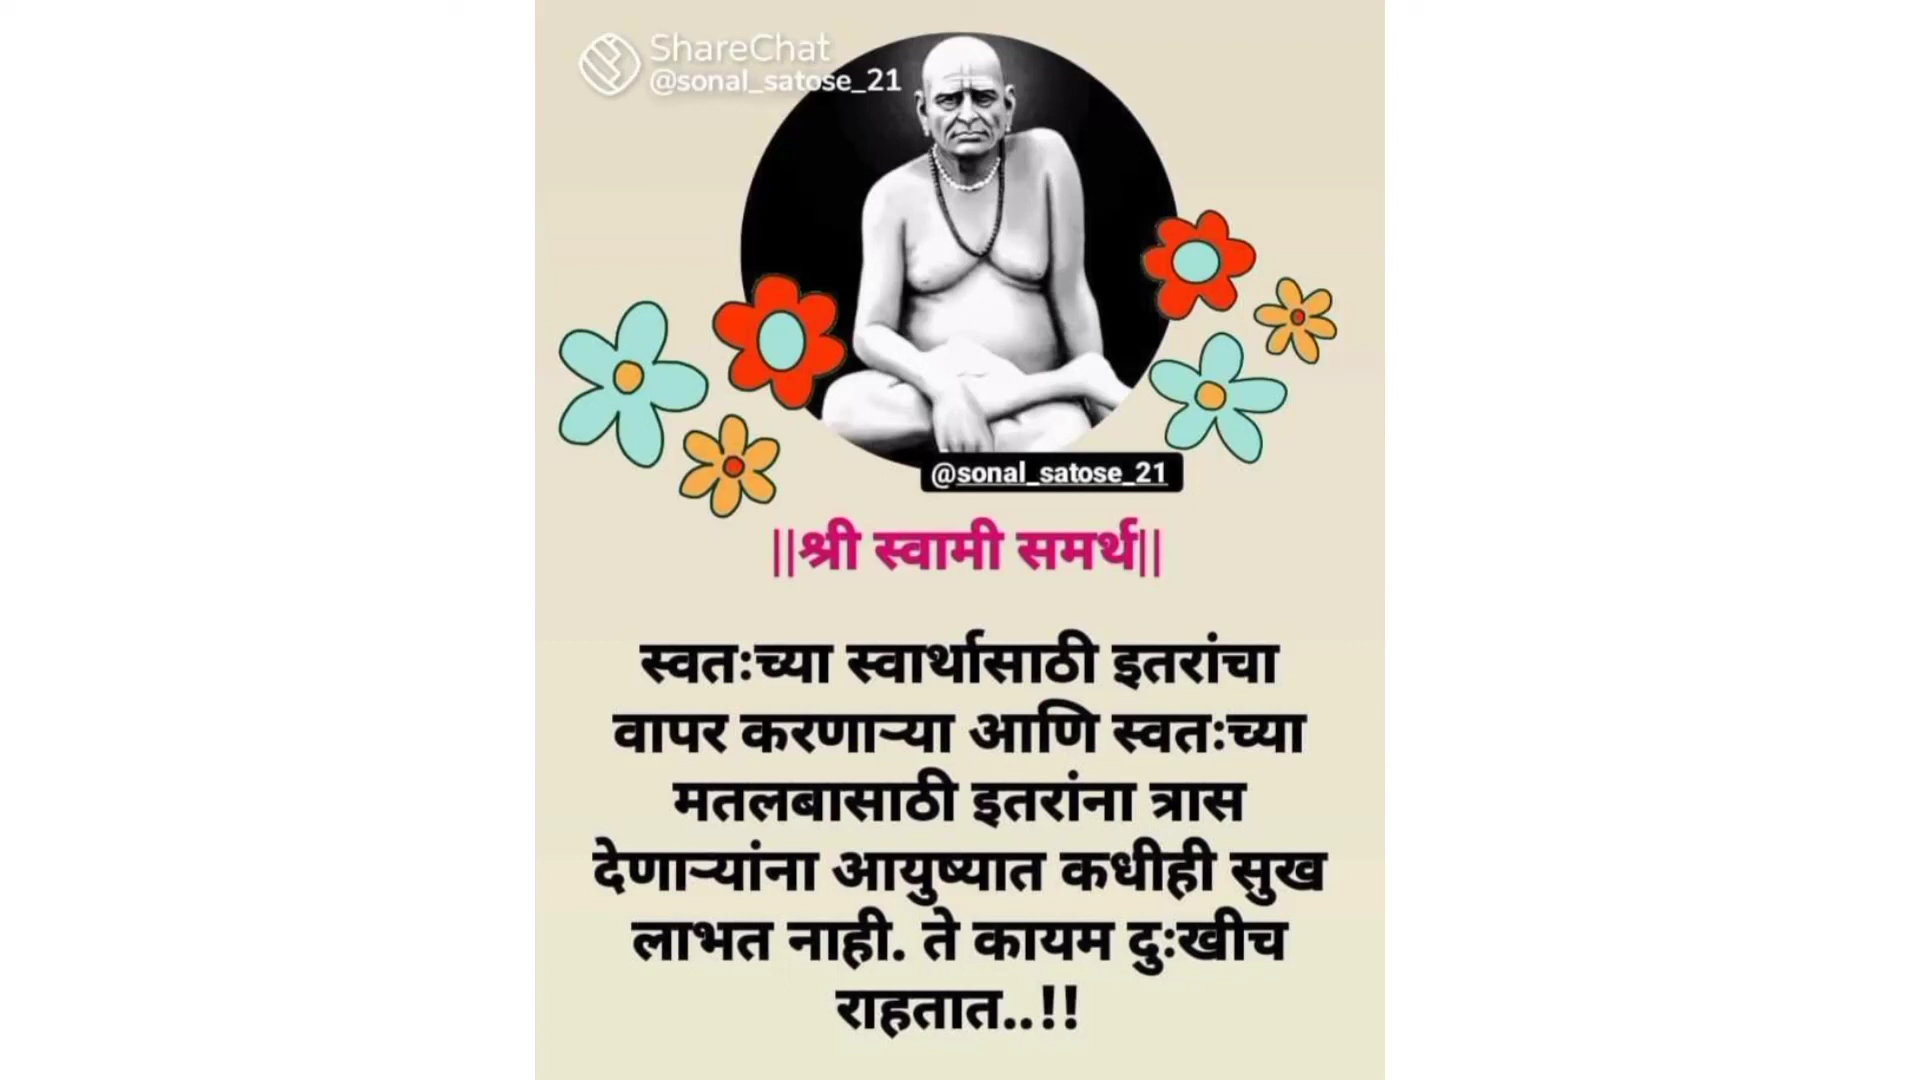 ShareChat
@sonal_satose_21
@sonal_satose_21
||श्री स्वामी समर्थ||
स्वतःच्या स्वार्थासाठी इतरांचा
वापर करणाऱ्या आणि स्वतःच्या
मतलबासाठी इतरांना त्रास
देणाऱ्यांना आयुष्यात कधीही सुख
लाभत नाही. ते कायम दुःखीच
राहतात..!!